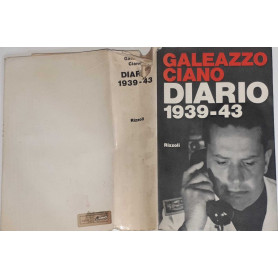 Galeazzo
Ciano
DIARIO
1939-43
Rizzoli
GALEAZZO
CIANO
DIARIO
1939-43
Rizzoli